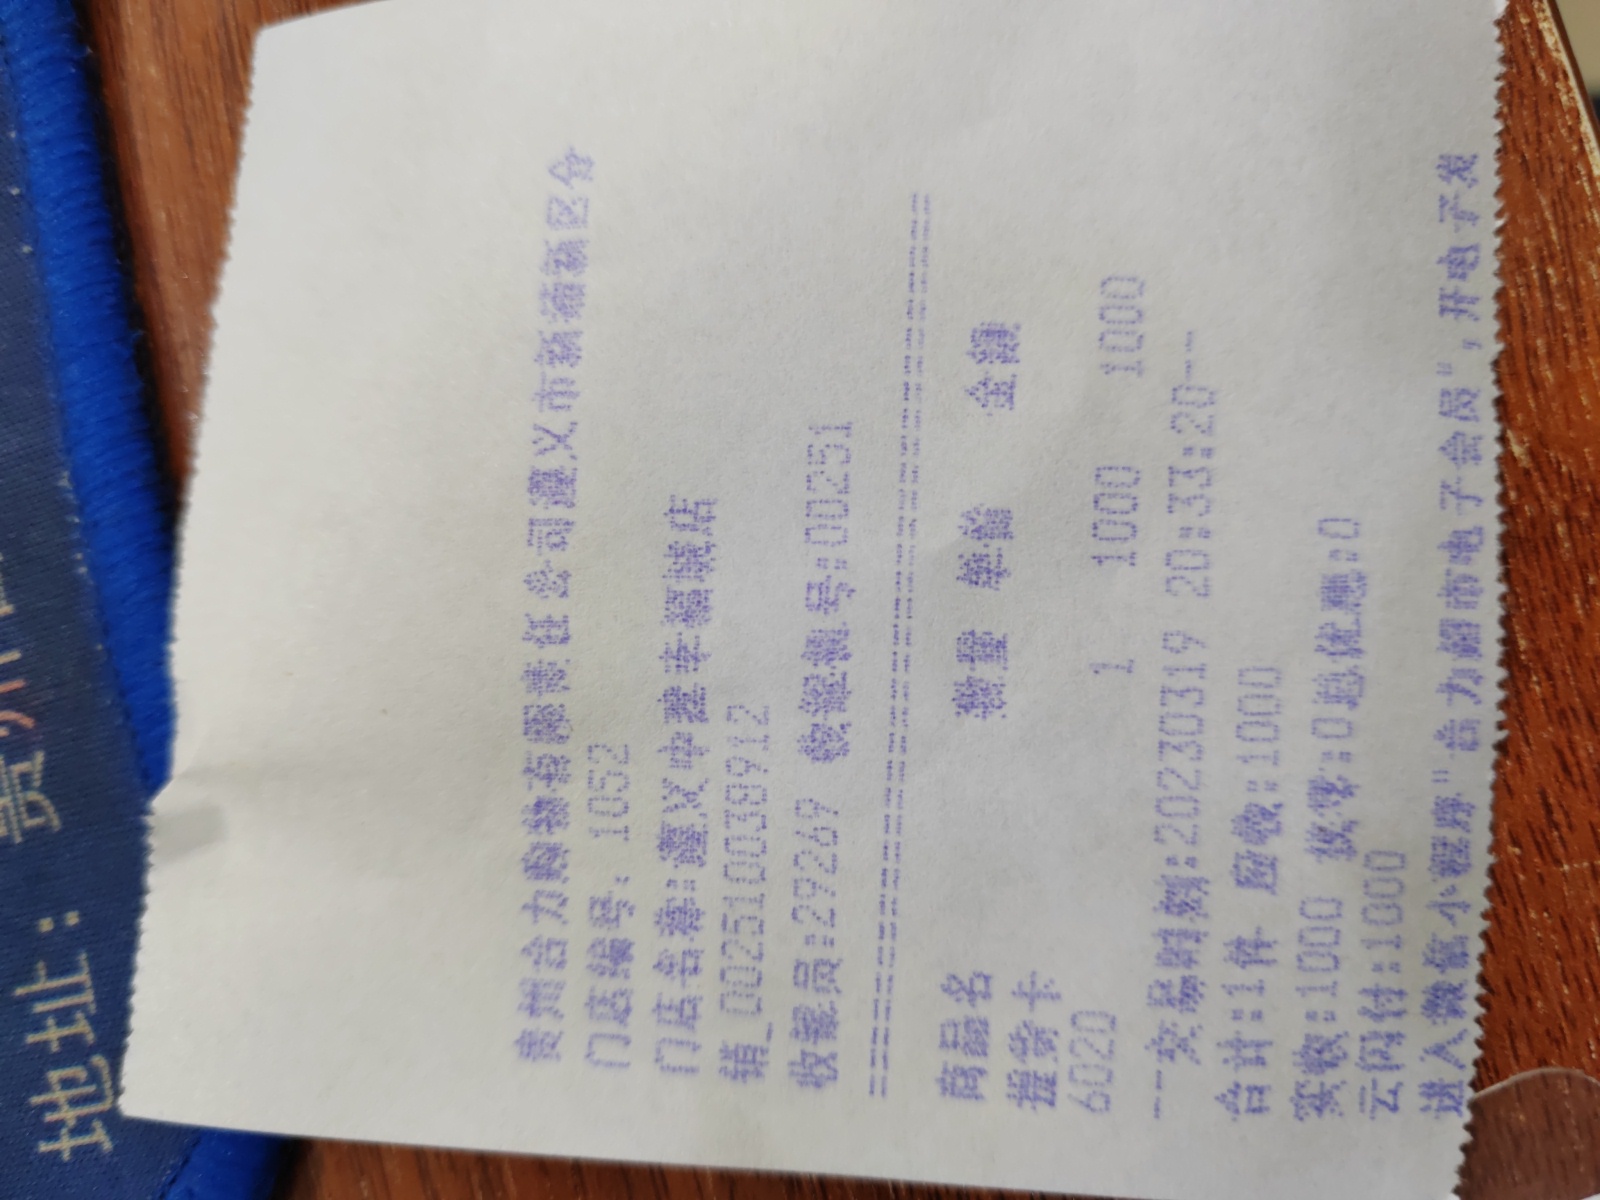 贵州合力购物有限责任公司遵义市新蒲新区分
门店编号: 1052
门店名称:遵义中建幸福城店
销_0025100038912
收银员:29269 收银机号:00251
================================
商品名 数量 单价 金额
提货卡
6020 1 1000 1000
--交易时间:20230319 20:33:20--
合计:1件 应收:1000
实收:1000 找零:0 总优惠:0
云闪付:1000
进入微信小程序"合力超市电子会员",开电子发
地址:
贵州